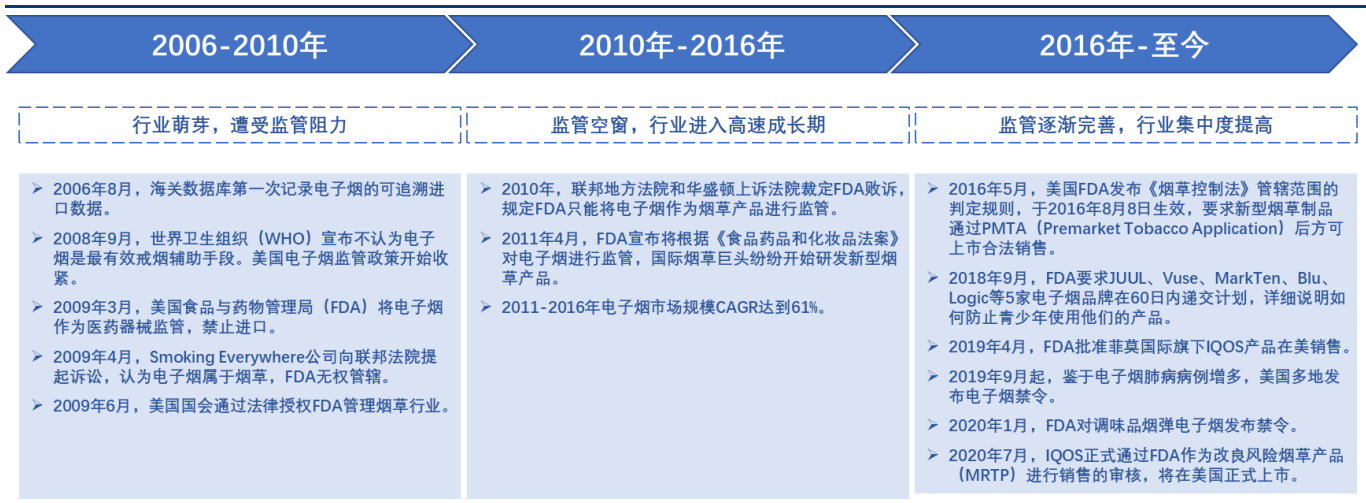 2006-2010年
2010年-2016年
2016年-至今
行业萌芽，遭受监管阻力
监管空窗，行业进入高速成长期
监管逐渐完善，行业集中度提高
➢ 2006年8月，海关数据库第一次记录电子烟的可追溯进
口数据。
➢ 2008年9月，世界卫生组织（WHO）宣布不认为电子
烟是最有效戒烟辅助手段。美国电子烟监管政策开始收
紧。
➢ 2009年3月，美国食品与药物管理局（FDA）将电子烟
作为医药器械监管，禁止进口。
➢ 2009年4月，Smoking Everywhere公司向联邦法院提
起诉讼，认为电子烟属于烟草，FDA无权管辖。
➢ 2009年6月，美国国会通过法律授权FDA管理烟草行业。
➢ 2010年，联邦地方法院和华盛顿上诉法院裁定FDA败诉，
规定FDA只能将电子烟作为烟草产品进行监管。
➢ 2011年4月，FDA宣布将根据《食品药品和化妆品法案》
对电子烟进行监管，国际烟草巨头纷纷开始研发新型烟
草产品。
➢ 2011-2016年电子烟市场规模CAGR达到61%。
➢ 2016年5月，美国FDA发布《烟草控制法》管辖范围的
判定规则，于2016年8月8日生效，要求新型烟草制品
通过PMTA（Premarket Tobacco Application）后方可
上市合法销售。
➢ 2018年9月，FDA要求JUUL、Vuse、MarkTen、Blu、
Logic等5家电子烟品牌在60日内递交计划，详细说明如
何防止青少年使用他们的产品。
➢ 2019年4月，FDA批准菲莫国际旗下IQOS产品在美销售。
➢ 2019年9月起，鉴于电子烟肺病病例增多，美国多地发
布电子烟禁令。
➢ 2020年1月，FDA对调味品烟弹电子烟发布禁令。
➢ 2020年7月，IQOS正式通过FDA作为改良风险烟草产品
（MRTP）进行销售的审核，将在美国正式上市。